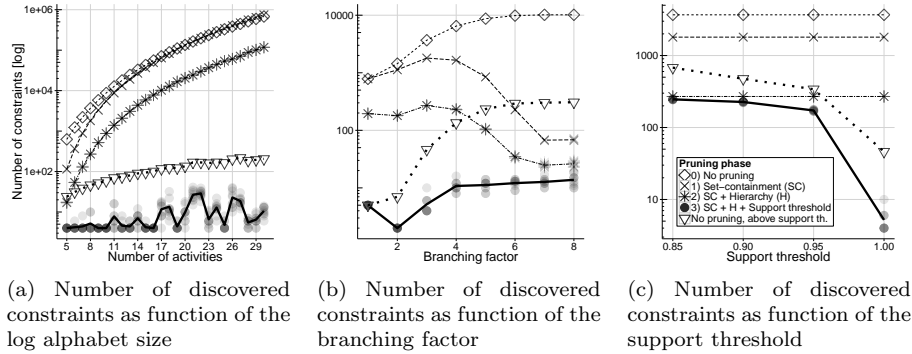 Number of constraints [log]
1e+06
1e+04
1e+02
5 8 11 14 17 20 23 26 29
Number of activities
10000
100
2 4 6 8
Branching factor
1000
100
10
Pruning phase
0) No pruning
1) Set−containment (SC)
2) SC + Hierarchy (H)
3) SC + H + Support threshold
No pruning, above support th.
0.85 0.90 0.95 1.00
Support threshold
(a) Number of discovered
constraints as function of the
log alphabet size
(b) Number of discovered
constraints as function of the
branching factor
(c) Number of discovered
constraints as function of the
support threshold